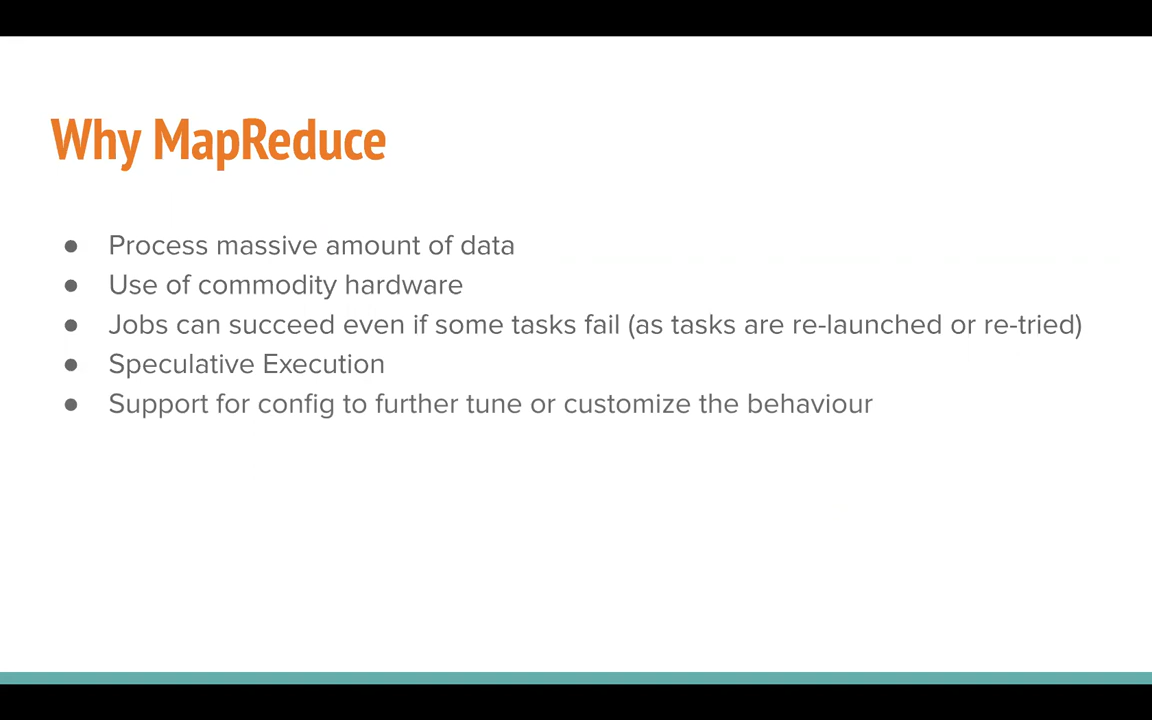 Why MapReduce
● Process massive amount of data
● Use of commodity hardware
● Jobs can succeed even if some tasks fail (as tasks are re-launched or re-tried)
● Speculative Execution
● Support for config to further tune or customize the behaviour